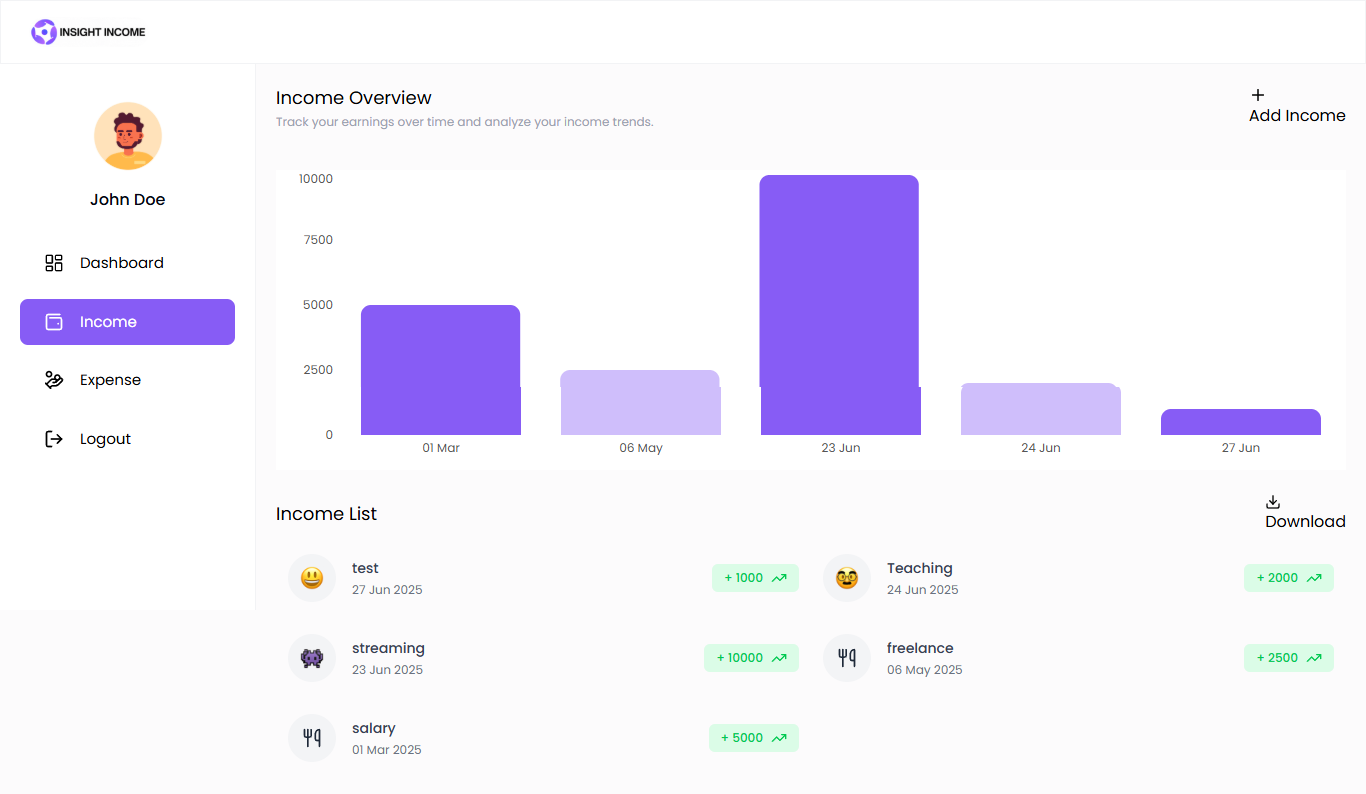 INSIGHT INCOME
John Doe
Dashboard
Income
Expense
Logout
Income Overview
Track your earnings over time and analyze your income trends.
Add Income
10000
7500
5000
2500
0
01 Mar
06 May
23 Jun
24 Jun
27 Jun
Income List
Download
test
27 Jun 2025
+ 1000
Teaching
24 Jun 2025
+ 2000
streaming
23 Jun 2025
+ 10000
freelance
06 May 2025
+ 2500
salary
01 Mar 2025
+ 5000